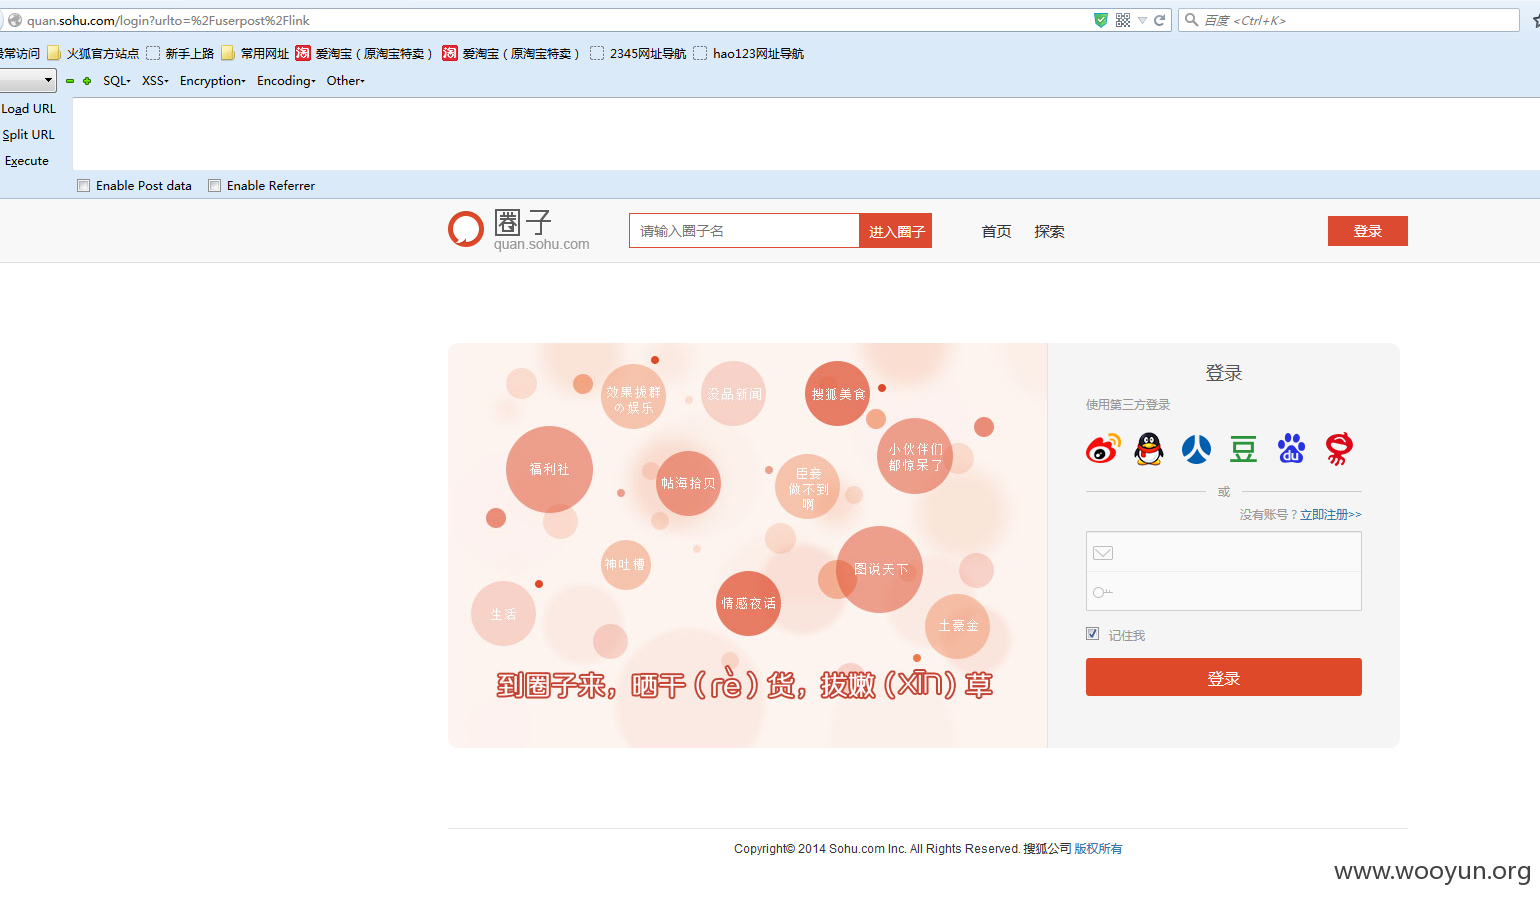 quan.sohu.com/login?urlto=%2Fuserpost%2Flink
百度 <Ctrl+K>
最常访问 火狐官方站点 新手上路 常用网址 淘 爱淘宝（原淘宝特卖） 淘 爱淘宝（原淘宝特卖） 2345网址导航 hao123网址导航
SQL XSS Encryption Encoding Other
Load URL
Split URL
Execute
Enable Post data Enable Referrer
圈子
quan.sohu.com
请输入圈子名 进入圈子 首页 探索 登录
效果拔群
の娱乐
没品新闻
搜狐美食
小伙伴们
都惊呆了
福利社
帖海拾贝
臣妾
做不到
啊
神吐槽
图说天下
情感夜话
生活
土豪金
到圈子来，晒干（rè）货，拔嫩（xīn）草
登录
使用第三方登录
豆
du
或
没有账号？立即注册>>
记住我
登录
Copyright© 2014 Sohu.com Inc. All Rights Reserved. 搜狐公司 版权所有
www.wooyun.org